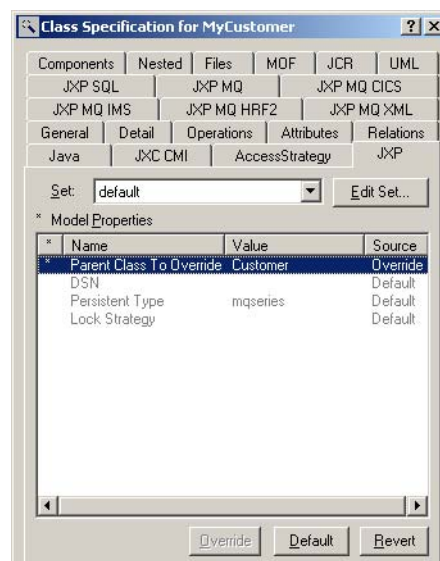 Class Specification for MyCustomer
Components Nested Files MOF JCR UML
JXP SQL JXP MQ JXP MQ CICS
JXP MQ IMS JXP MQ HRF2 JXP MQ XML
General Detail Operations Attributes Relations
Java JXC CMI AccessStrategy JXP
Set: default Edit Set...
* Model Properties
* Name Value Source
* Parent Class To Override Customer Override
DSN Default
Persistent Type mqseries Default
Lock Strategy Default
Override Default Revert